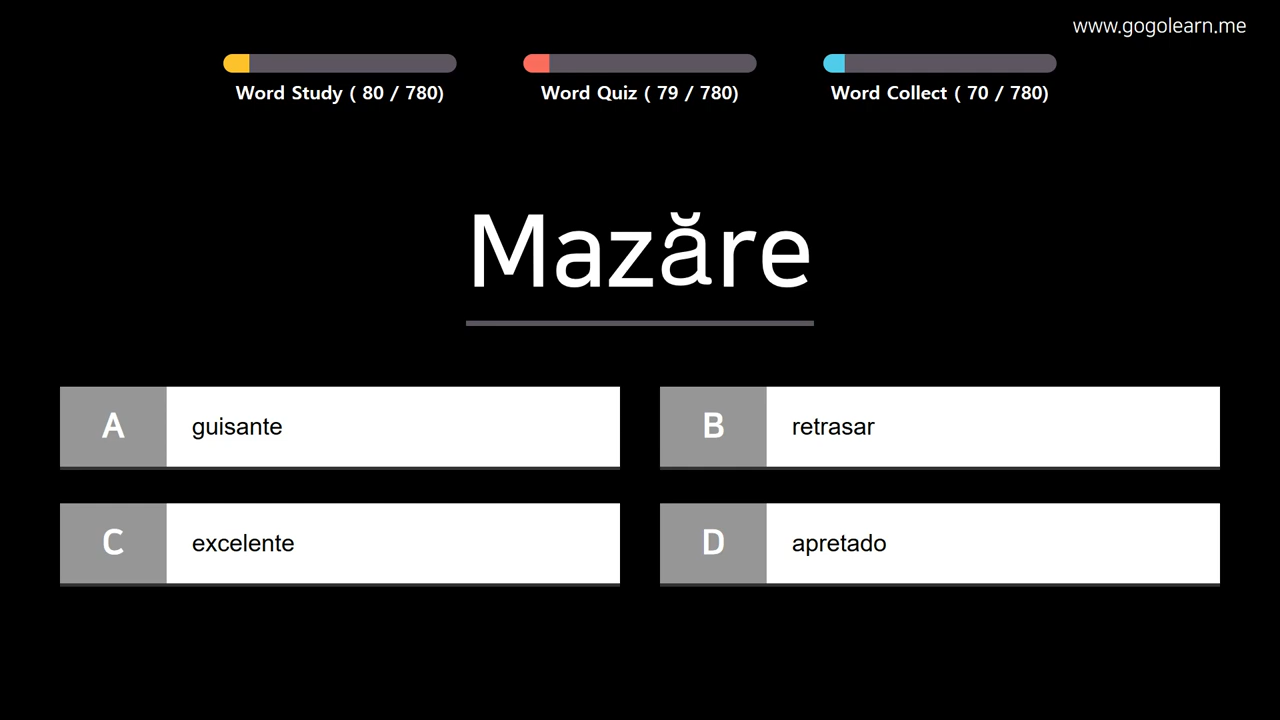 www.gogolearn.me
Word Study ( 80 / 780)
Word Quiz ( 79 / 780)
Word Collect ( 70 / 780)
Mazăre
A guisante
B retrasar
C excelente
D apretado